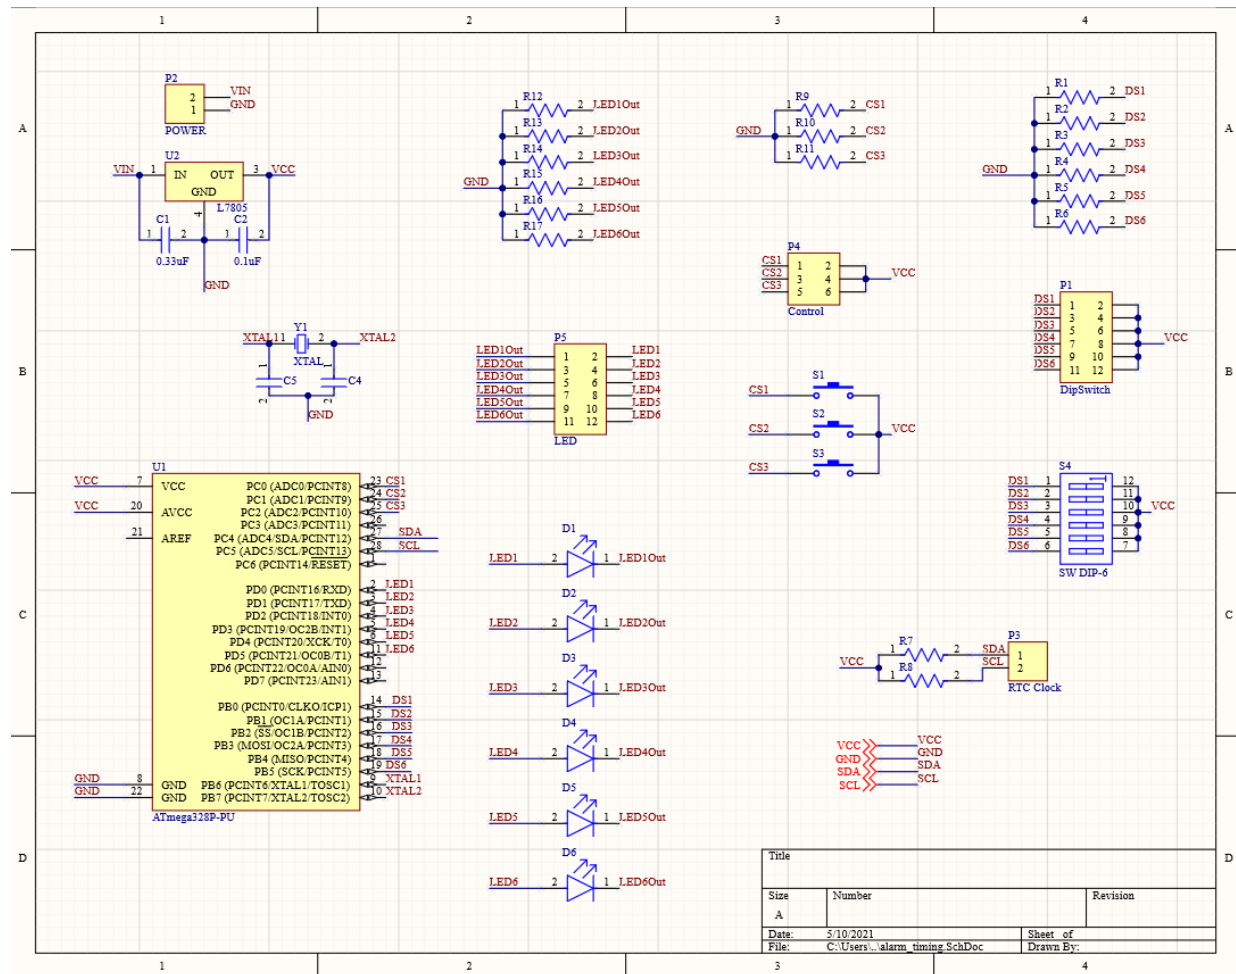 1 2 3 4
A A
B B
C C
D D
1 2 3 4
P2
2 VIN
1 GND
POWER
U2
VIN 1 IN OUT 3 VCC
GND
L7805
4
C1 C2
1 2 1 2
0.33uF 0.1uF
GND
Y1
XTAL1 1 2 XTAL2
XTAL
1 1
C5 C4
2 2
GND
U1
VCC 7 VCC
VCC 20 AVCC
21 AREF
GND 8 GND
GND 22 GND
PC0 (ADC0/PCINT8) 23 CS1
PC1 (ADC1/PCINT9) 24 CS2
PC2 (ADC2/PCINT10) 25 CS3
PC3 (ADC3/PCINT11) 26
PC4 (ADC4/SDA/PCINT12) 27 SDA
PC5 (ADC5/SCL/PCINT13) 28 SCL
PC6 (PCINT14/RESET) 1
PD0 (PCINT16/RXD) 2 LED1
PD1 (PCINT17/TXD) 3 LED2
PD2 (PCINT18/INT0) 4 LED3
PD3 (PCINT19/OC2B/INT1) 5 LED4
PD4 (PCINT20/XCK/T0) 6 LED5
PD5 (PCINT21/OC0B/T1) 11 LED6
PD6 (PCINT22/OC0A/AIN0) 12
PD7 (PCINT23/AIN1) 13
PB0 (PCINT0/CLKO/ICP1) 14 DS1
PB1 (OC1A/PCINT1) 15 DS2
PB2 (SS/OC1B/PCINT2) 16 DS3
PB3 (MOSI/OC2A/PCINT3) 17 DS4
PB4 (MISO/PCINT4) 18 DS5
PB5 (SCK/PCINT5) 19 DS6
PB6 (PCINT6/XTAL1/TOSC1) 9 XTAL1
PB7 (PCINT7/XTAL2/TOSC2) 10 XTAL2
ATmega328P-PU
R12
1 2 LED1Out
R13
1 2 LED2Out
R14
1 2 LED3Out
R15
GND 1 2 LED4Out
R16
1 2 LED5Out
R17
1 2 LED6Out
P5
LED1Out 1 2 LED1
LED2Out 3 4 LED2
LED3Out 5 6 LED3
LED4Out 7 8 LED4
LED5Out 9 10 LED5
LED6Out 11 12 LED6
LED
D1
LED1 2 1 LED1Out
D2
LED2 2 1 LED2Out
D3
LED3 2 1 LED3Out
D4
LED4 2 1 LED4Out
D5
LED5 2 1 LED5Out
D6
LED6 2 1 LED6Out
R9
1 2 CS1
R10
GND 1 2 CS2
R11
1 2 CS3
P4
CS1 1 2
CS2 3 4 VCC
CS3 5 6
Control
S1
CS1
S2
CS2 VCC
S3
CS3
R1
1 2 DS1
R2
1 2 DS2
R3
1 2 DS3
R4
GND 1 2 DS4
R5
1 2 DS5
R6
1 2 DS6
P1
DS1 1 2
DS2 3 4
DS3 5 6
DS4 7 8 VCC
DS5 9 10
DS6 11 12
DipSwitch
S4
DS1 1 12
DS2 2 11
DS3 3 10 VCC
DS4 4 9
DS5 5 8
DS6 6 7
SW DIP-6
R7 P3
1 2 SDA 1
VCC R8 SCL 2
1 2
RTC Clock
VCC VCC
GND GND
SDA SDA
SCL SCL
Title
Size Number Revision
A
Date: 5/10/2021 Sheet of
File: C:\Users\..\alarm_timing.SchDoc Drawn By: